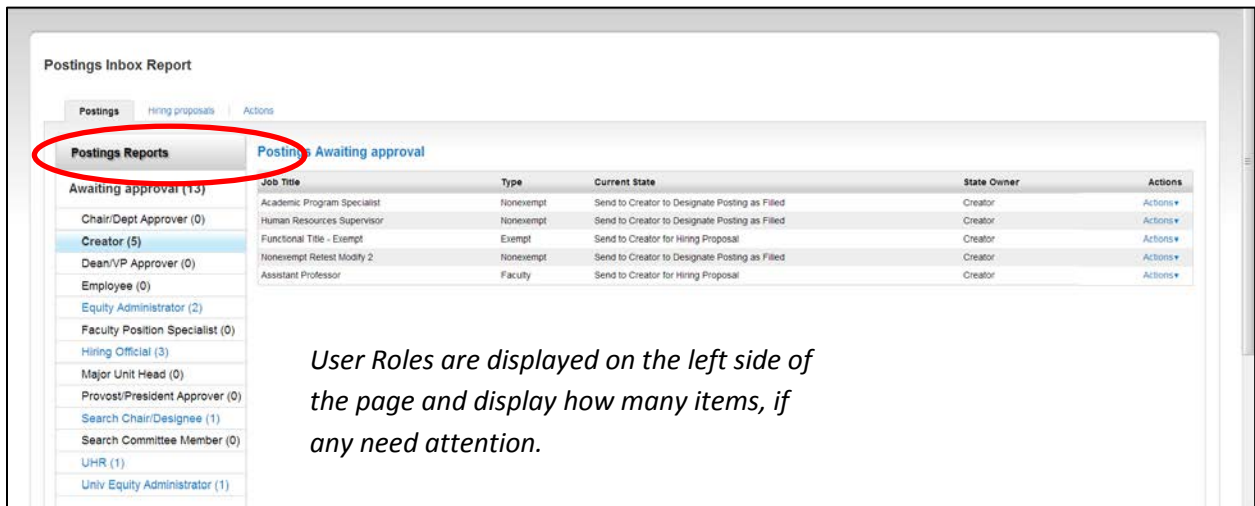 Postings Inbox Report
Postings Hiring proposals Actions
Postings Reports
Awaiting approval (13)
Chair/Dept Approver (0)
Creator (5)
Dean/VP Approver (0)
Employee (0)
Equity Administrator (2)
Faculty Position Specialist (0)
Hiring Official (3)
Major Unit Head (0)
Provost/President Approver (0)
Search Chair/Designee (1)
Search Committee Member (0)
UHR (1)
Univ Equity Administrator (1)
Postings Awaiting approval
Job Title Type Current State State Owner Actions
Academic Program Specialist Nonexempt Send to Creator to Designate Posting as Filled Creator Actions▾
Human Resources Supervisor Nonexempt Send to Creator to Designate Posting as Filled Creator Actions▾
Functional Title - Exempt Exempt Send to Creator for Hiring Proposal Creator Actions▾
Nonexempt Retest Modify 2 Nonexempt Send to Creator to Designate Posting as Filled Creator Actions▾
Assistant Professor Faculty Send to Creator for Hiring Proposal Creator Actions▾
User Roles are displayed on the left side of
the page and display how many items, if
any need attention.